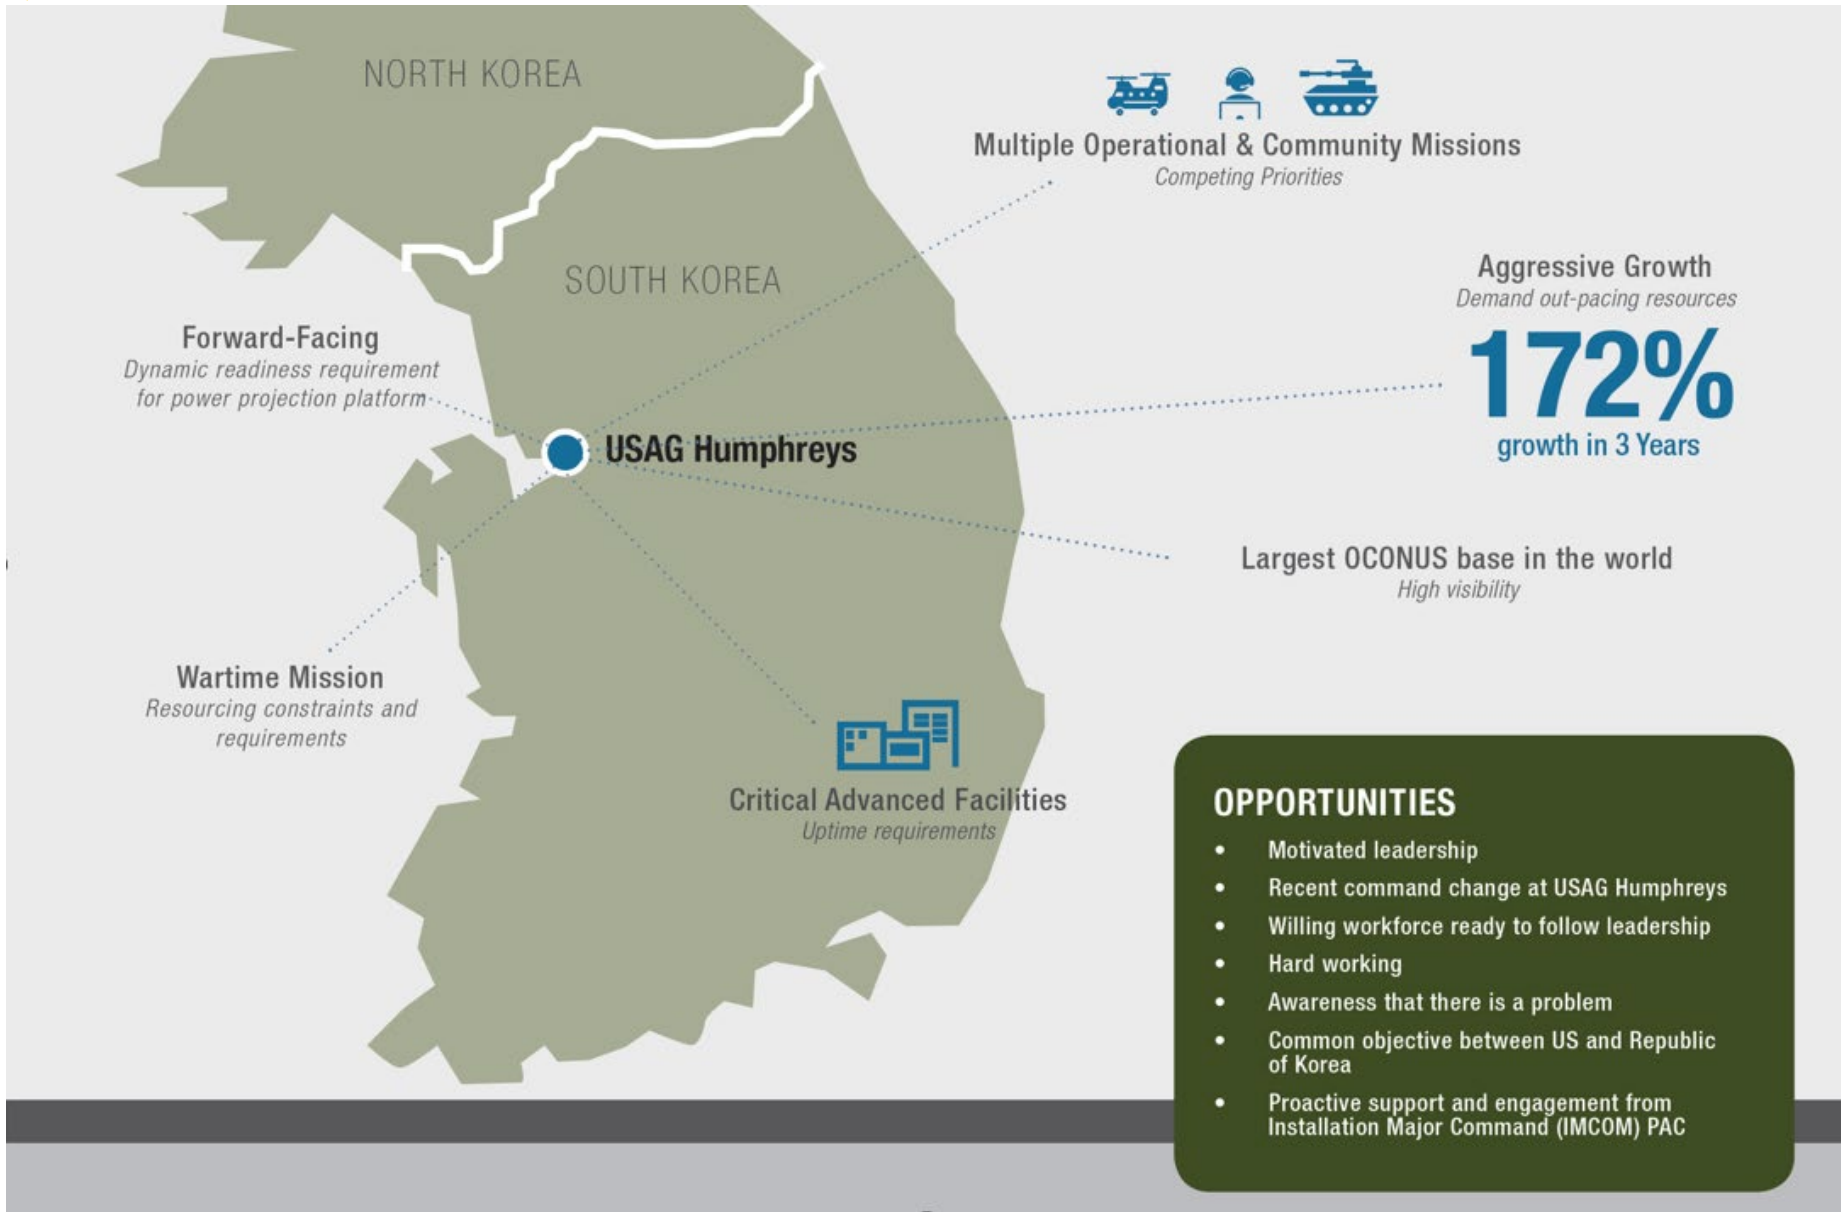 NORTH KOREA
Multiple Operational & Community Missions
Competing Priorities
SOUTH KOREA
Aggressive Growth
Demand out-pacing resources
172%
growth in 3 Years
Forward-Facing
Dynamic readiness requirement
for power projection platform
USAG Humphreys
Largest OCONUS base in the world
High visibility
Wartime Mission
Resourcing constraints and
requirements
Critical Advanced Facilities
Uptime requirements
OPPORTUNITIES
• Motivated leadership
• Recent command change at USAG Humphreys
• Willing workforce ready to follow leadership
• Hard working
• Awareness that there is a problem
• Common objective between US and Republic
of Korea
• Proactive support and engagement from
Installation Major Command (IMCOM) PAC